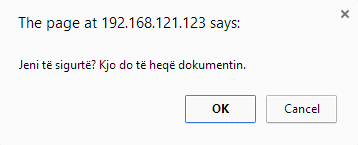 The page at 192.168.121.123 says:
Jeni të sigurtë? Kjo do të heqë dokumentin.
OK
Cancel